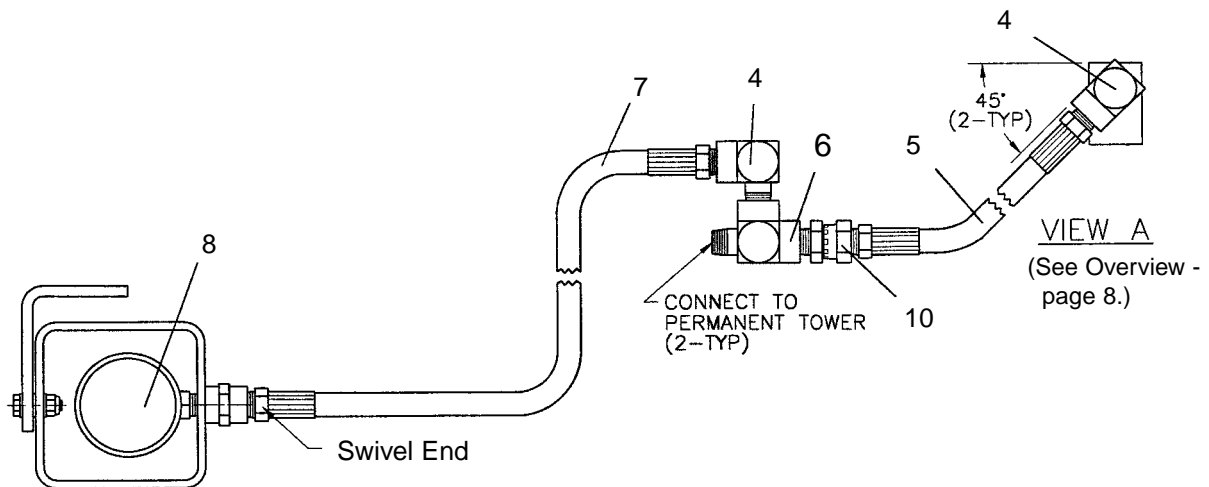 4
7
4
45°
(2-TYP)
6
5
8
VIEW A
(See Overview -
page 8.)
CONNECT TO
PERMANENT TOWER
(2-TYP)
10
Swivel End